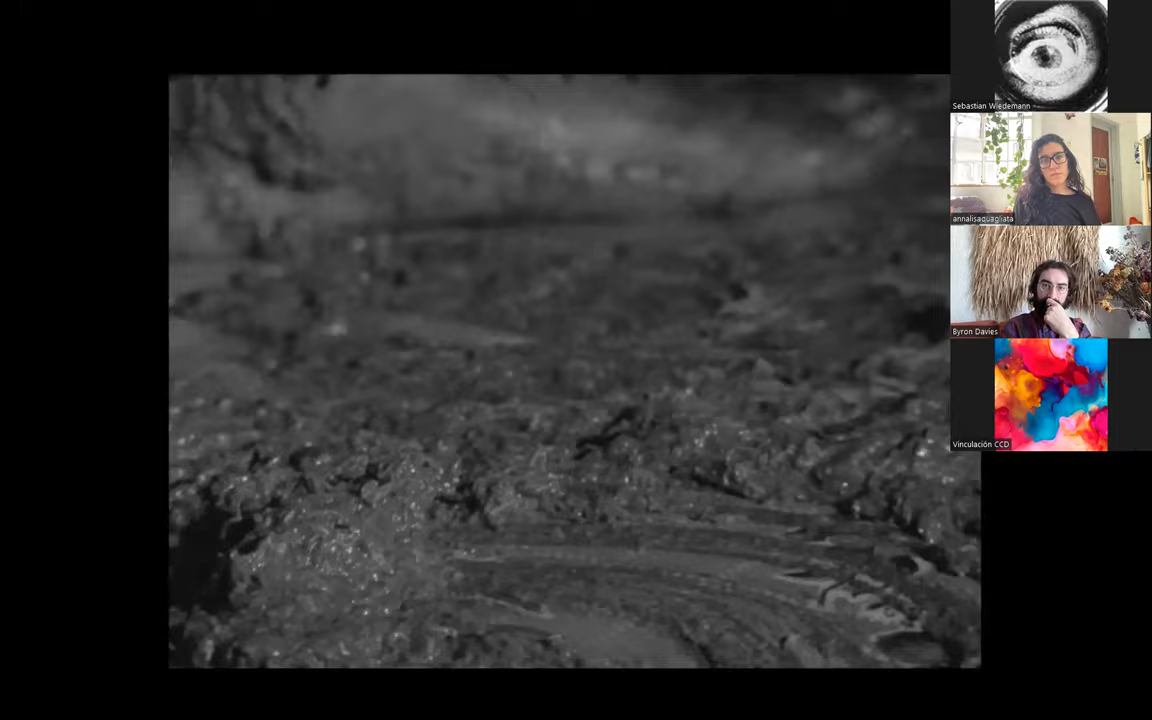 Sebastian Wiedemann
annalisaquagliata
Byron Davies
Vinculación CCD